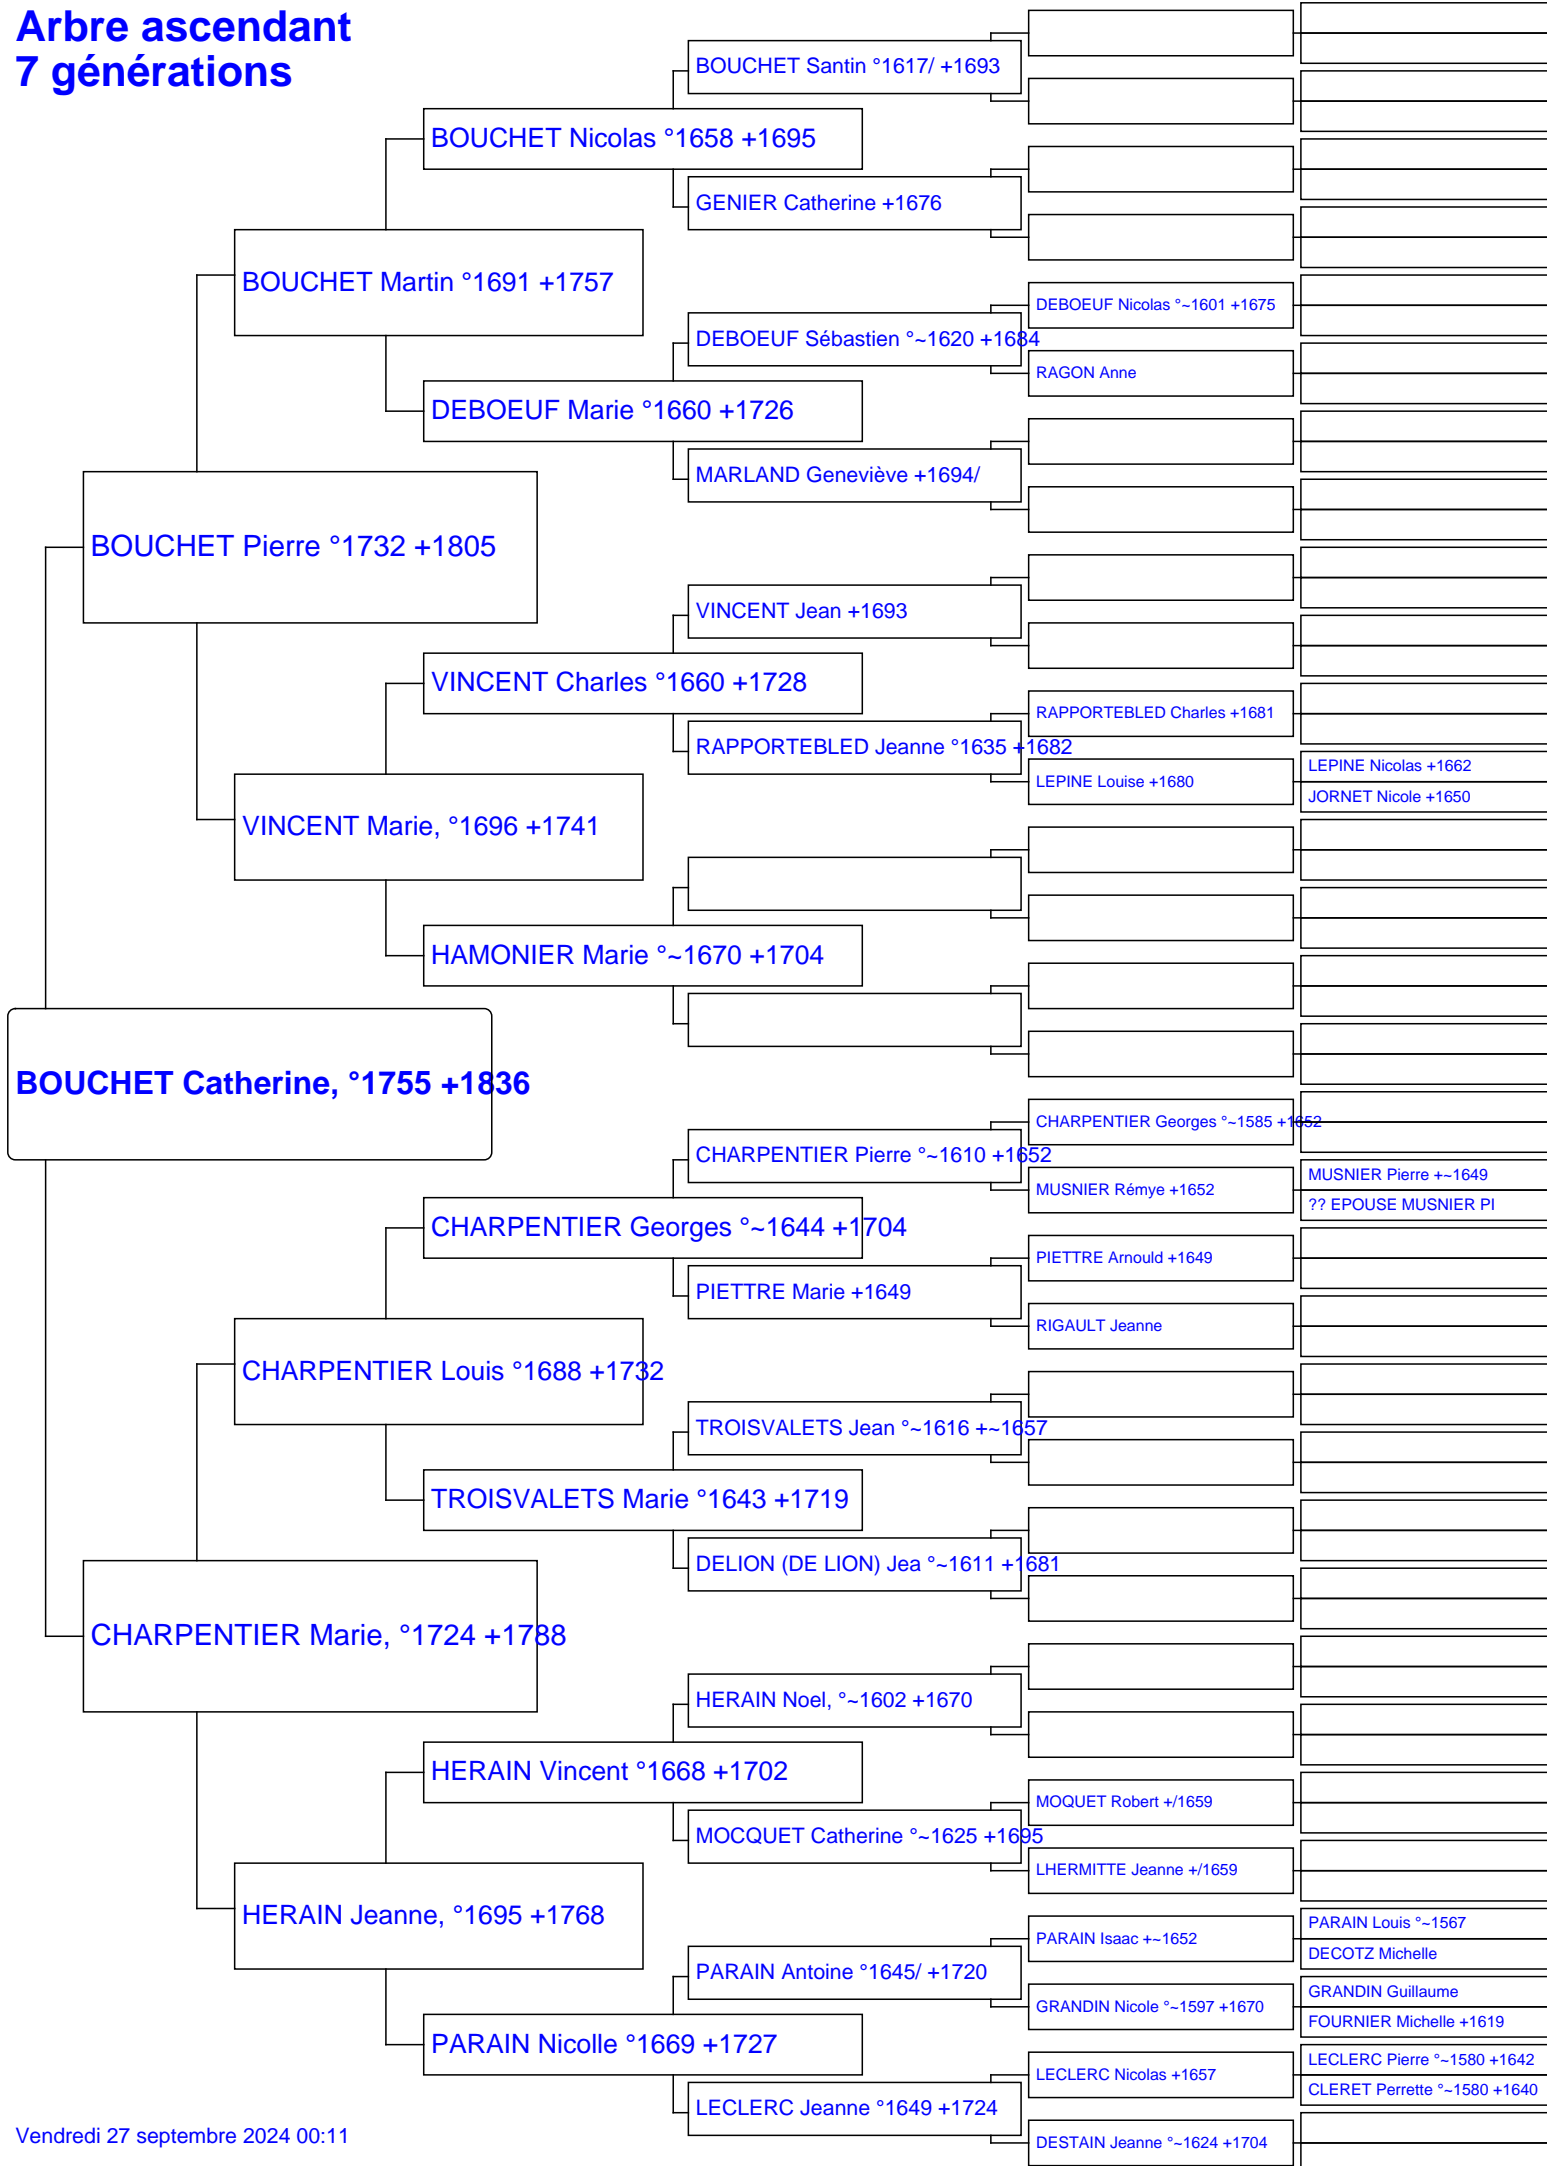 Arbre ascendant
7 générations
BOUCHET Santin °1617/ +1693
BOUCHET Nicolas °1658 +1695
GENIER Catherine +1676
BOUCHET Martin °1691 +1757
DEBOEUF Nicolas °~1601 +1675
DEBOEUF Sébastien °~1620 +1684
RAGON Anne
DEBOEUF Marie °1660 +1726
MARLAND Geneviève +1694/
BOUCHET Pierre °1732 +1805
VINCENT Jean +1693
VINCENT Charles °1660 +1728
RAPPORTEBLED Charles +1681
RAPPORTEBLED Jeanne °1635 +1682
LEPINE Nicolas +1662
LEPINE Louise +1680
JORNET Nicole +1650
VINCENT Marie, °1696 +1741
HAMONIER Marie °~1670 +1704
BOUCHET Catherine, °1755 +1836
CHARPENTIER Georges °~1585 +1652
CHARPENTIER Pierre °~1610 +1652
MUSNIER Pierre +~1649
MUSNIER Rémye +1652
?? EPOUSE MUSNIER PI
CHARPENTIER Georges °~1644 +1704
PIETTRE Arnould +1649
PIETTRE Marie +1649
RIGAULT Jeanne
CHARPENTIER Louis °1688 +1732
TROISVALETS Jean °~1616 +~1657
TROISVALETS Marie °1643 +1719
DELION (DE LION) Jea °~1611 +1681
CHARPENTIER Marie, °1724 +1788
HERAIN Noel, °~1602 +1670
HERAIN Vincent °1668 +1702
MOQUET Robert +/1659
MOCQUET Catherine °~1625 +1695
LHERMITTE Jeanne +/1659
HERAIN Jeanne, °1695 +1768
PARAIN Louis °~1567
PARAIN Isaac +~1652
DECOTZ Michelle
PARAIN Antoine °1645/ +1720
GRANDIN Guillaume
GRANDIN Nicole °~1597 +1670
FOURNIER Michelle +1619
PARAIN Nicolle °1669 +1727
LECLERC Pierre °~1580 +1642
LECLERC Nicolas +1657
CLERET Perrette °~1580 +1640
LECLERC Jeanne °1649 +1724
DESTAIN Jeanne °~1624 +1704
Vendredi 27 septembre 2024 00:11